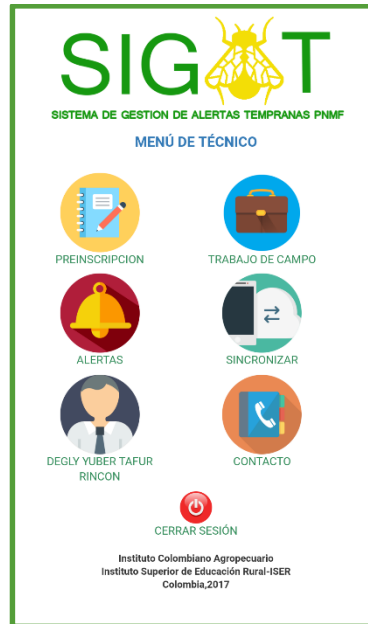 SIGAT
SISTEMA DE GESTION DE ALERTAS TEMPRANAS PNMF
MENÚ DE TÉCNICO
PREINSCRIPCION
TRABAJO DE CAMPO
ALERTAS
SINCRONIZAR
DEGLY YUBER TAFUR
RINCON
CONTACTO
CERRAR SESIÓN
Instituto Colombiano Agropecuario
Instituto Superior de Educación Rural-ISER
Colombia,2017